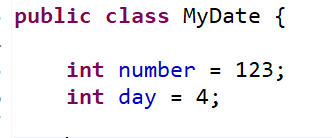 public class MyDate {
int number = 123;
int day = 4;